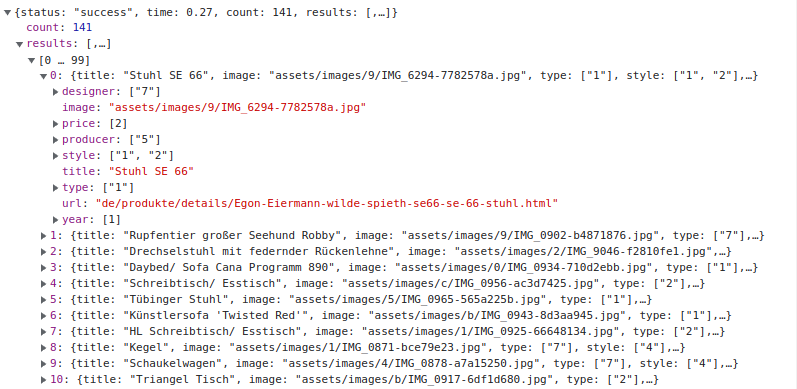 {status: "success", time: 0.27, count: 141, results: [,…]}
count: 141
results: [,…]
[0 … 99]
0: {title: "Stuhl SE 66", image: "assets/images/9/IMG_6294-7782578a.jpg", type: ["1"], style: ["1", "2"],…}
designer: ["7"]
image: "assets/images/9/IMG_6294-7782578a.jpg"
price: [2]
producer: ["5"]
style: ["1", "2"]
title: "Stuhl SE 66"
type: ["1"]
url: "de/produkte/details/Egon-Eiermann-wilde-spieth-se66-se-66-stuhl.html"
year: [1]
1: {title: "Rupfentier großer Seehund Robby", image: "assets/images/9/IMG_0902-b4871876.jpg", type: ["7"],…}
2: {title: "Drechselstuhl mit federnder Rückenlehne", image: "assets/images/2/IMG_9046-f2810fe1.jpg",…}
3: {title: "Daybed/ Sofa Cana Programm 890", image: "assets/images/0/IMG_0934-710d2ebb.jpg", type: ["1"],…}
4: {title: "Schreibtisch/ Esstisch", image: "assets/images/c/IMG_0956-ac3d7425.jpg", type: ["2"],…}
5: {title: "Tübinger Stuhl", image: "assets/images/5/IMG_0965-565a225b.jpg", type: ["1"],…}
6: {title: "Künstlersofa 'Twisted Red'", image: "assets/images/b/IMG_0943-8d3aa945.jpg", type: ["1"],…}
7: {title: "HL Schreibtisch/ Esstisch", image: "assets/images/1/IMG_0925-66648134.jpg", type: ["2"],…}
8: {title: "Kegel", image: "assets/images/1/IMG_0871-bce79e23.jpg", type: ["7"], style: ["4"],…}
9: {title: "Schaukelwagen", image: "assets/images/4/IMG_0878-a7a15250.jpg", type: ["7"], style: ["4"],…}
10: {title: "Triangel Tisch", image: "assets/images/b/IMG_0917-6df1d680.jpg", type: ["2"],…}